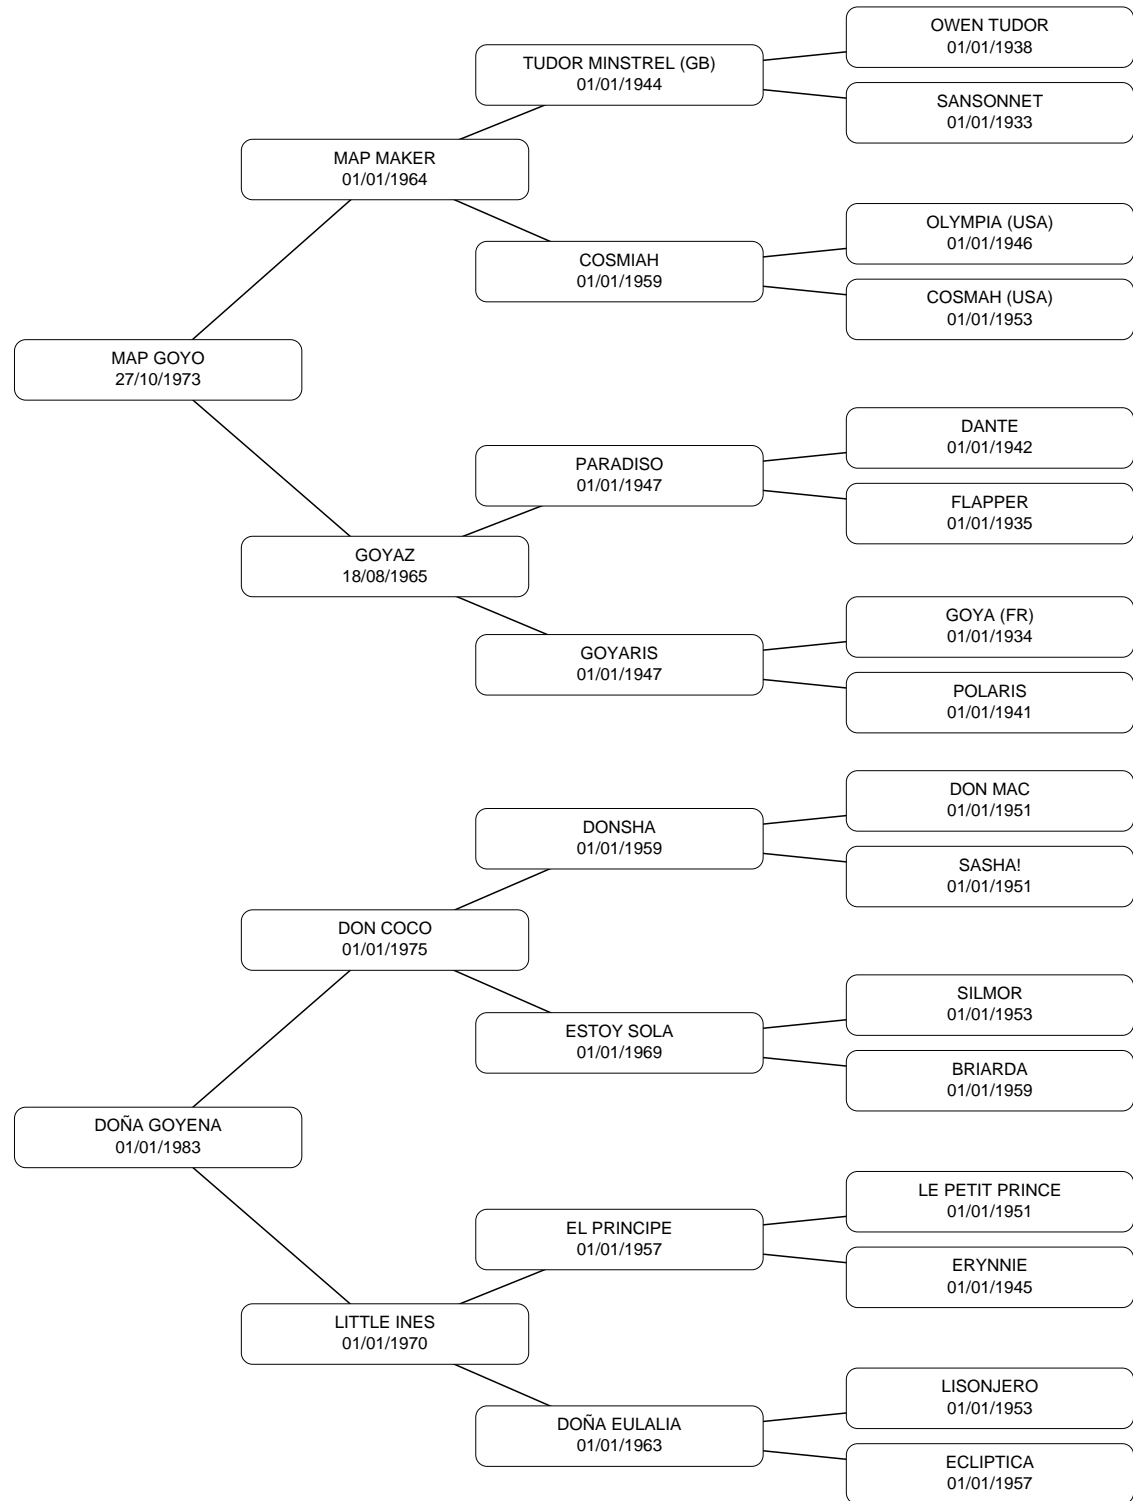 OWEN TUDOR
01/01/1938
TUDOR MINSTREL (GB)
01/01/1944
SANSONNET
01/01/1933
MAP MAKER
01/01/1964
OLYMPIA (USA)
01/01/1946
COSMIAH
01/01/1959
COSMAH (USA)
01/01/1953
MAP GOYO
27/10/1973
DANTE
01/01/1942
PARADISO
01/01/1947
FLAPPER
01/01/1935
GOYAZ
18/08/1965
GOYA (FR)
01/01/1934
GOYARIS
01/01/1947
POLARIS
01/01/1941
DON MAC
01/01/1951
DONSHA
01/01/1959
SASHA!
01/01/1951
DON COCO
01/01/1975
SILMOR
01/01/1953
ESTOY SOLA
01/01/1969
BRIARDA
01/01/1959
DOÑA GOYENA
01/01/1983
LE PETIT PRINCE
01/01/1951
EL PRINCIPE
01/01/1957
ERYNNIE
01/01/1945
LITTLE INES
01/01/1970
LISONJERO
01/01/1953
DOÑA EULALIA
01/01/1963
ECLIPTICA
01/01/1957